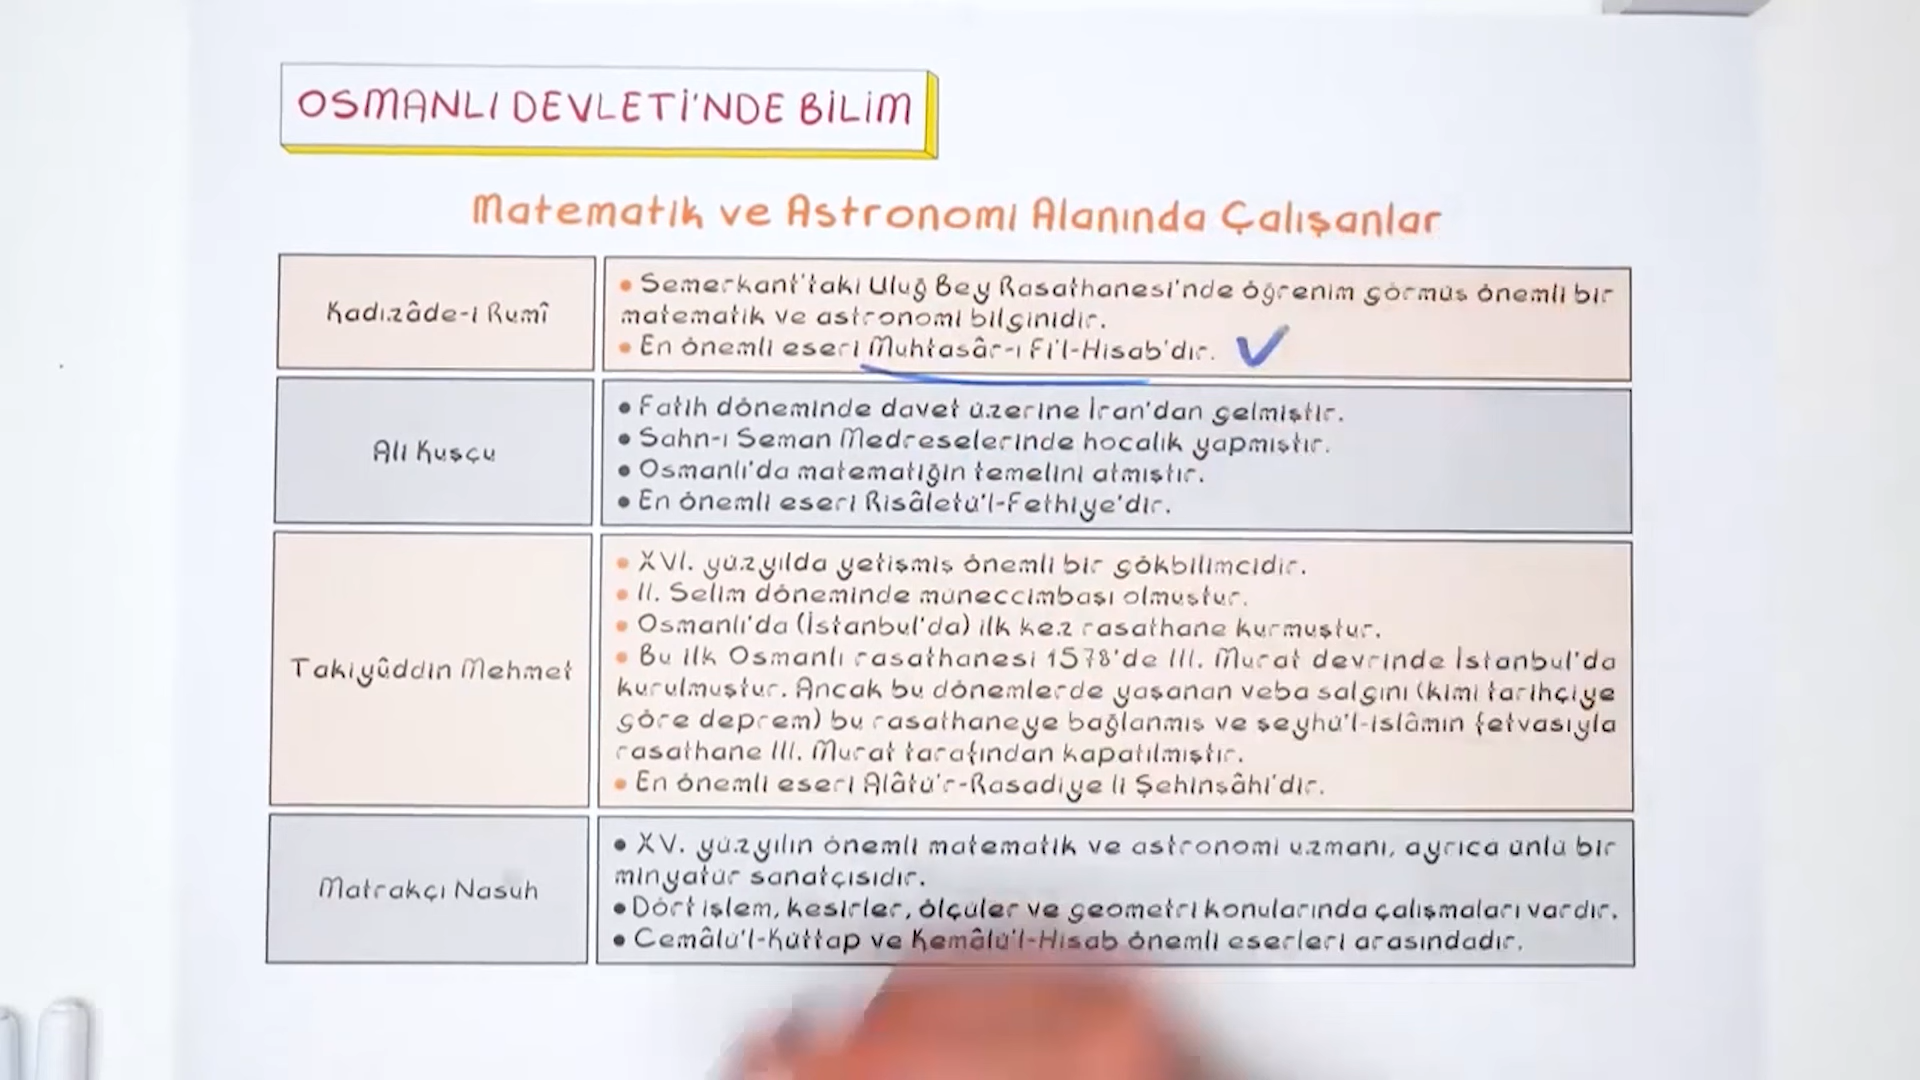 OSMANLI DEVLETİ'NDE BİLİM
Matematik ve Astronomi Alanında Çalışanlar
Kadızâde-i Rumî
• Semerkant'taki Uluğ Bey Rasathanesi'nde öğrenim görmüş önemli bir
matematik ve astronomi bilginidir.
• En önemli eseri Muhtasâr-ı Fi'l-Hisab'dır.
Ali Kuşçu
• Fatih döneminde davet üzerine İran'dan gelmiştir.
• Sahn-ı Seman Medreselerinde hocalık yapmıştır.
• Osmanlı'da matematiğin temelini atmıştır.
• En önemli eseri Risâletü'l-Fethiye'dir.
Takiyûddin Mehmet
• XVI. yüzyılda yetişmiş önemli bir gökbilimcidir.
• II. Selim döneminde müneccimbaşı olmuştur.
• Osmanlı'da (İstanbul'da) ilk kez rasathane kurmuştur.
• Bu ilk Osmanlı rasathanesi 1578'de III. Murat devrinde İstanbul'da
kurulmuştur. Ancak bu dönemlerde yaşanan veba salgını (kimi tarihçiye
göre deprem) bu rasathaneye bağlanmış ve şeyhü'l-islâmın fetvasıyla
rasathane III. Murat tarafından kapatılmıştır.
• En önemli eseri Alâtü'r-Rasadiye li Şehinşâhi'dir.
Matrakçı Nasuh
• XV. yüzyılın önemli matematik ve astronomi uzmanı, ayrıca ünlü bir
minyatür sanatçısıdır.
• Dört işlem, kesirler, ölçüler ve geometri konularında çalışmaları vardır.
• Cemâlü'l-Küttap ve Kemâlü'l-Hisab önemli eserleri arasındadır.